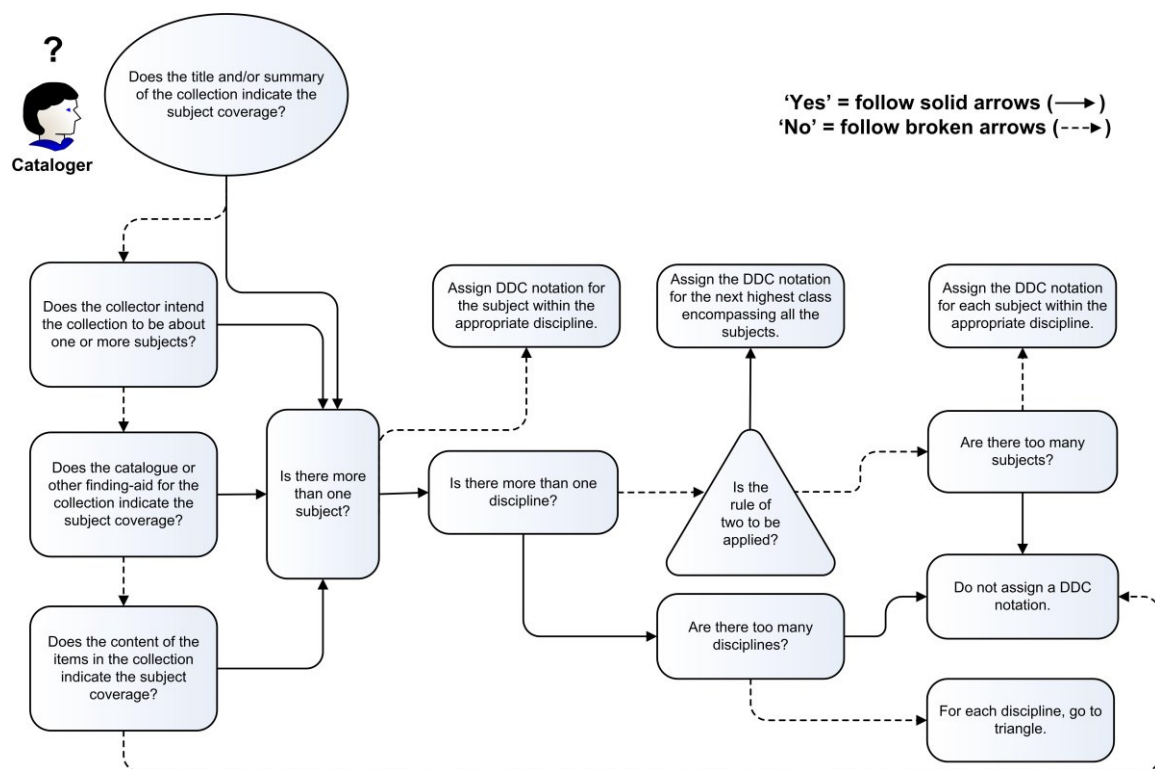 ?
Cataloger
Does the title and/or summary
of the collection indicate the
subject coverage?
'Yes' = follow solid arrows (
)
'No' = follow broken arrows (
)
Does the collector intend
the collection to be about
one or more subjects?
Assign DDC notation for
the subject within the
appropriate discipline.
Assign the DDC notation
for the next highest class
encompassing all the
subjects.
Assign the DDC notation
for each subject within the
appropriate discipline.
Does the catalogue or
other finding-aid for the
collection indicate the
subject coverage?
Is there more
than one
subject?
Is there more than one
discipline?
Is the
rule of
two to be
applied?
Are there too many
subjects?
Do not assign a DDC
notation.
Does the content of the
items in the collection
indicate the subject
coverage?
Are there too many
disciplines?
For each discipline, go to
triangle.